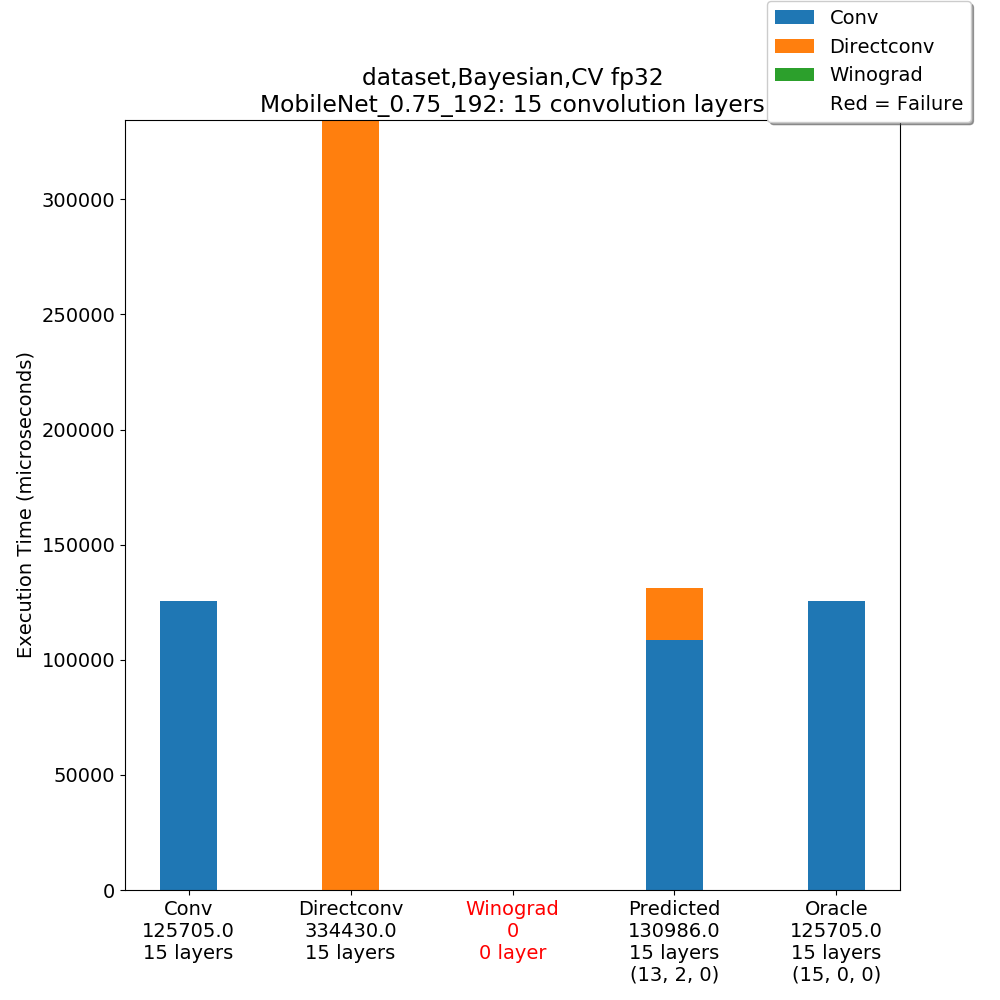 Conv
Directconv
Winograd
Red = Failure
dataset,Bayesian,CV fp32
MobileNet_0.75_192: 15 convolution layers
Execution Time (microseconds)
300000
250000
200000
150000
100000
50000
0
Conv
125705.0
15 layers
Directconv
334430.0
15 layers
Winograd
0
0 layer
Predicted
130986.0
15 layers
(13, 2, 0)
Oracle
125705.0
15 layers
(15, 0, 0)